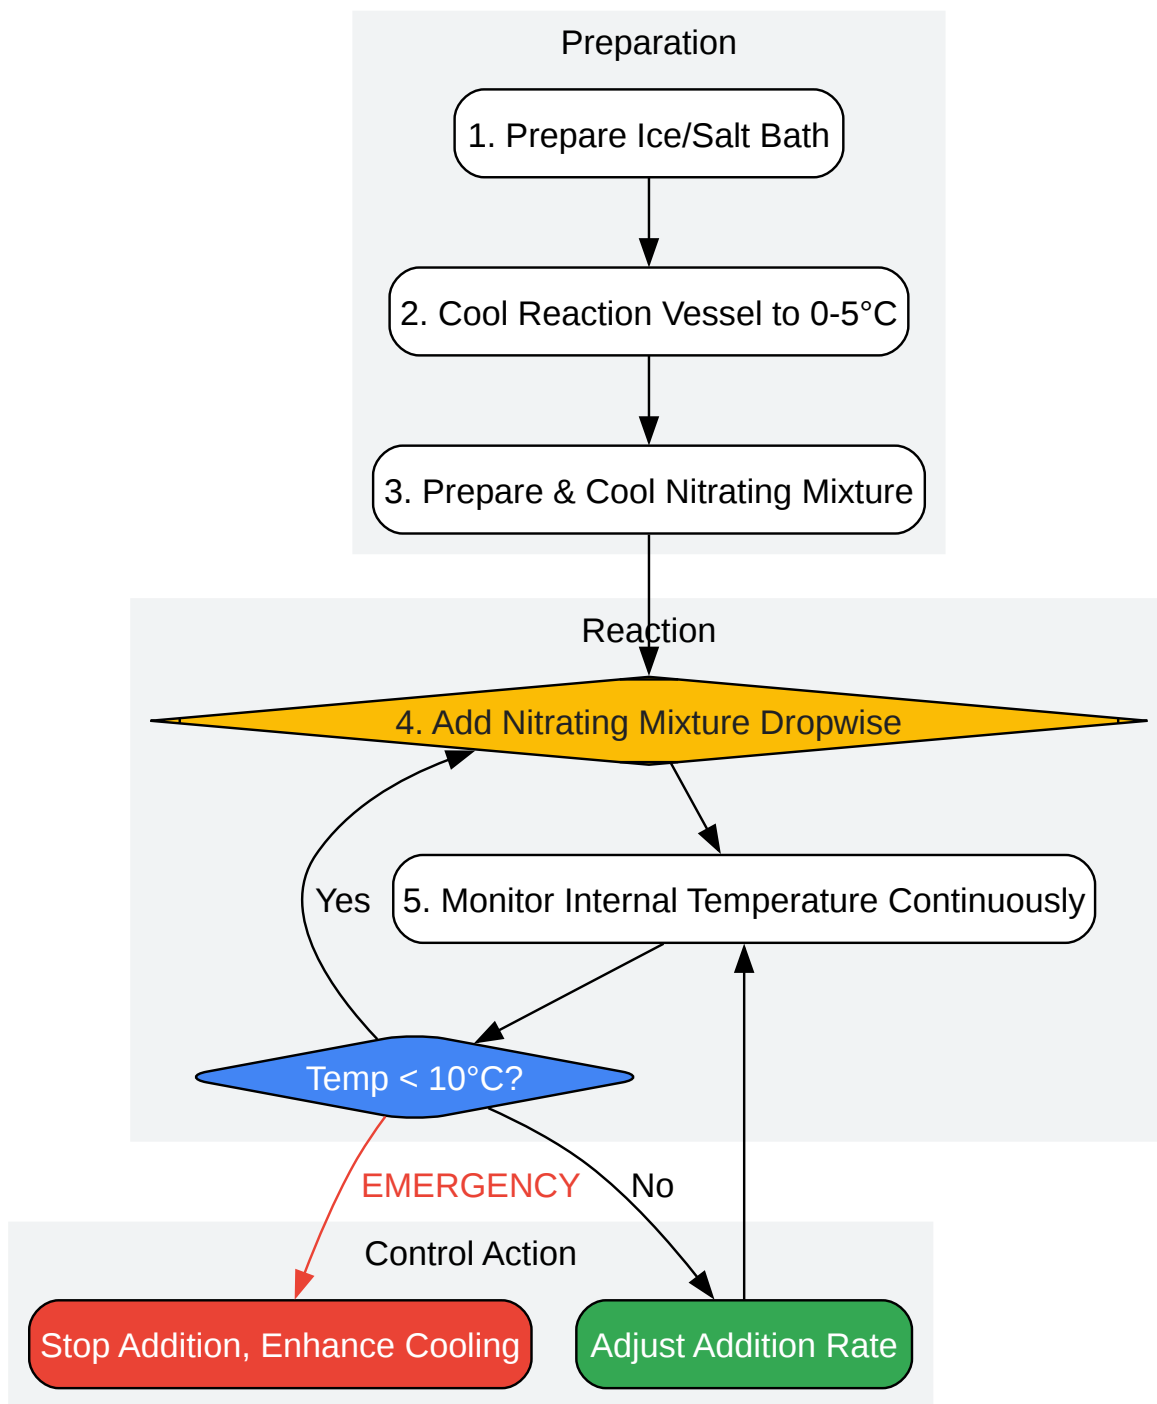 Preparation
1. Prepare Ice/Salt Bath
2. Cool Reaction Vessel to 0-5°C
3. Prepare & Cool Nitrating Mixture
Reaction
4. Add Nitrating Mixture Dropwise
Yes
5. Monitor Internal Temperature Continuously
Temp < 10°C?
EMERGENCY
No
Control Action
Stop Addition, Enhance Cooling
Adjust Addition Rate